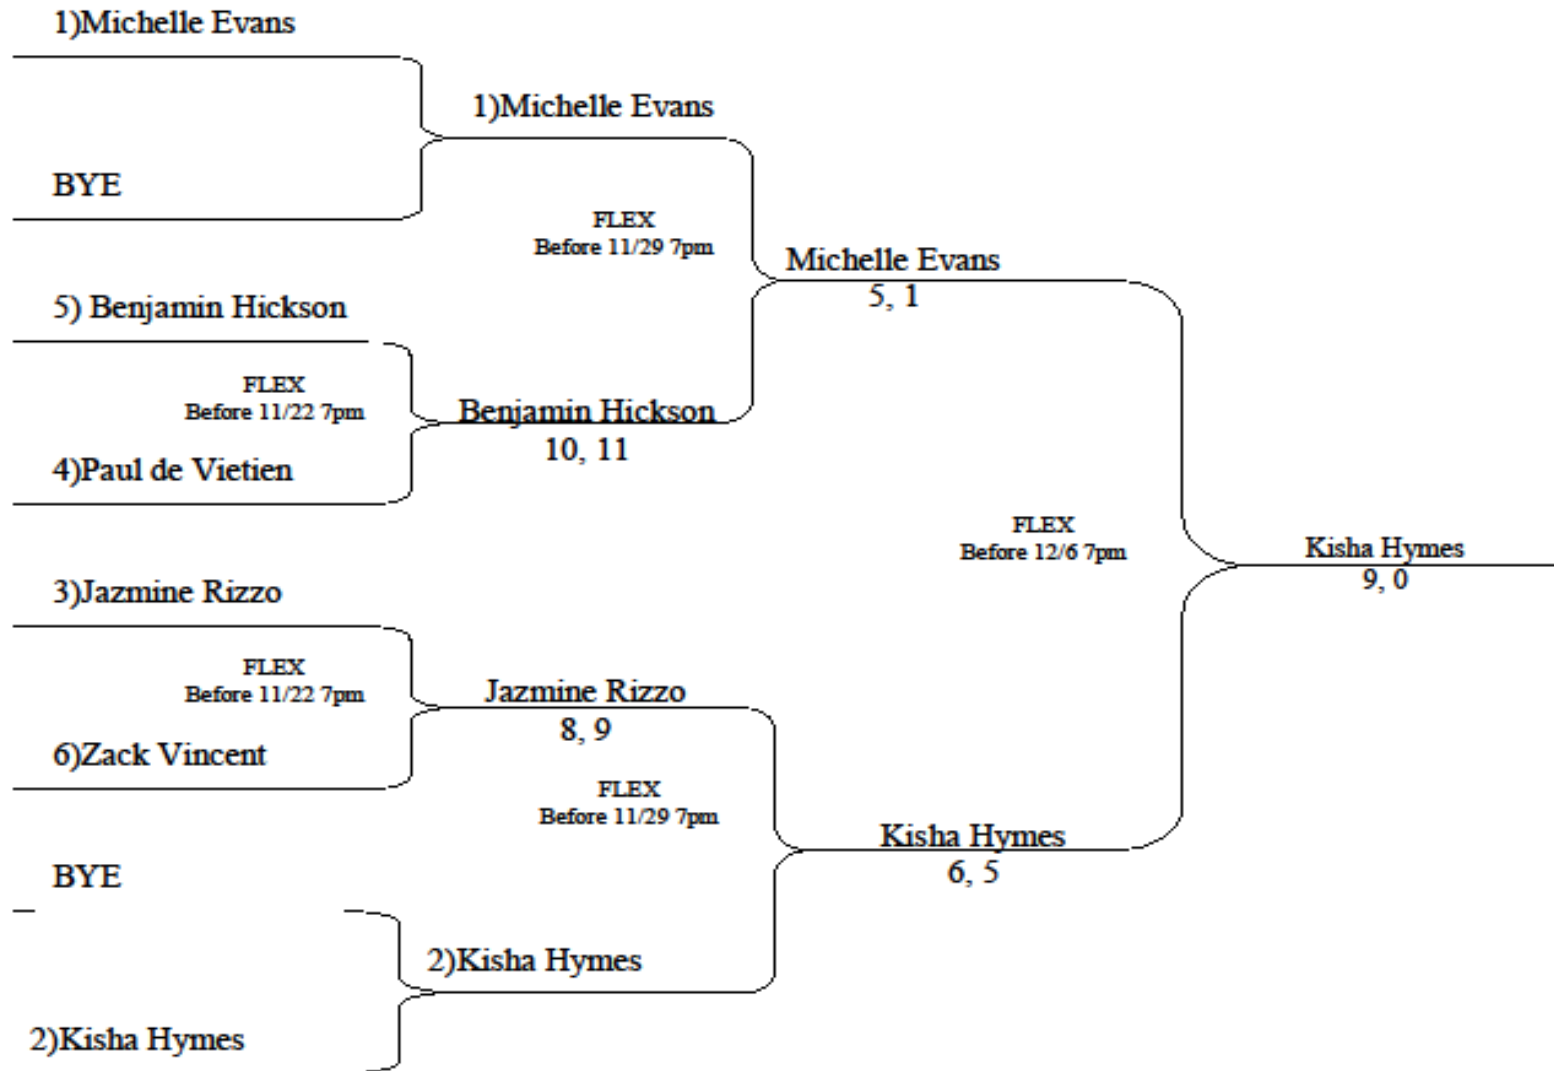 1)Michelle Evans
1)Michelle Evans
BYE
FLEX
Before 11/29 7pm
Michelle Evans
5, 1
5) Benjamin Hickson
FLEX
Before 11/22 7pm
Benjamin Hickson
10, 11
4)Paul de Vietien
FLEX
Before 12/6 7pm
Kisha Hymes
9, 0
3)Jazmine Rizzo
FLEX
Before 11/22 7pm
Jazmine Rizzo
8, 9
6)Zack Vincent
FLEX
Before 11/29 7pm
Kisha Hymes
6, 5
BYE
2)Kisha Hymes
2)Kisha Hymes